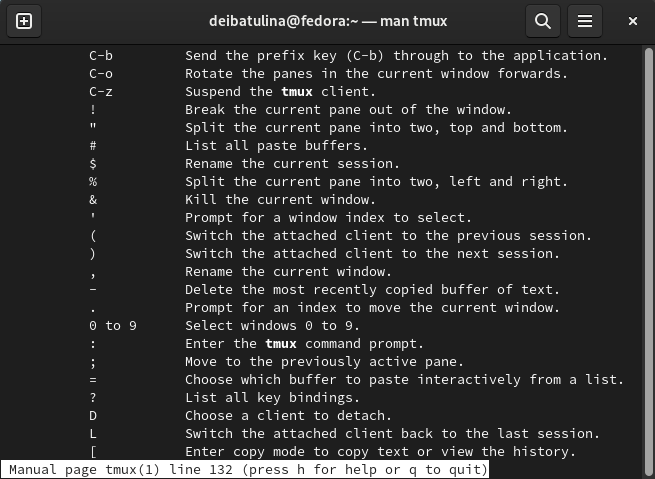 deibatulina@fedora:~ — man tmux
C-b Send the prefix key (C-b) through to the application.
C-o Rotate the panes in the current window forwards.
C-z Suspend the tmux client.
! Break the current pane out of the window.
" Split the current pane into two, top and bottom.
# List all paste buffers.
$ Rename the current session.
% Split the current pane into two, left and right.
& Kill the current window.
' Prompt for a window index to select.
( Switch the attached client to the previous session.
) Switch the attached client to the next session.
, Rename the current window.
- Delete the most recently copied buffer of text.
. Prompt for an index to move the current window.
0 to 9 Select windows 0 to 9.
: Enter the tmux command prompt.
; Move to the previously active pane.
= Choose which buffer to paste interactively from a list.
? List all key bindings.
D Choose a client to detach.
L Switch the attached client back to the last session.
[ Enter copy mode to copy text or view the history.
Manual page tmux(1) line 132 (press h for help or q to quit)